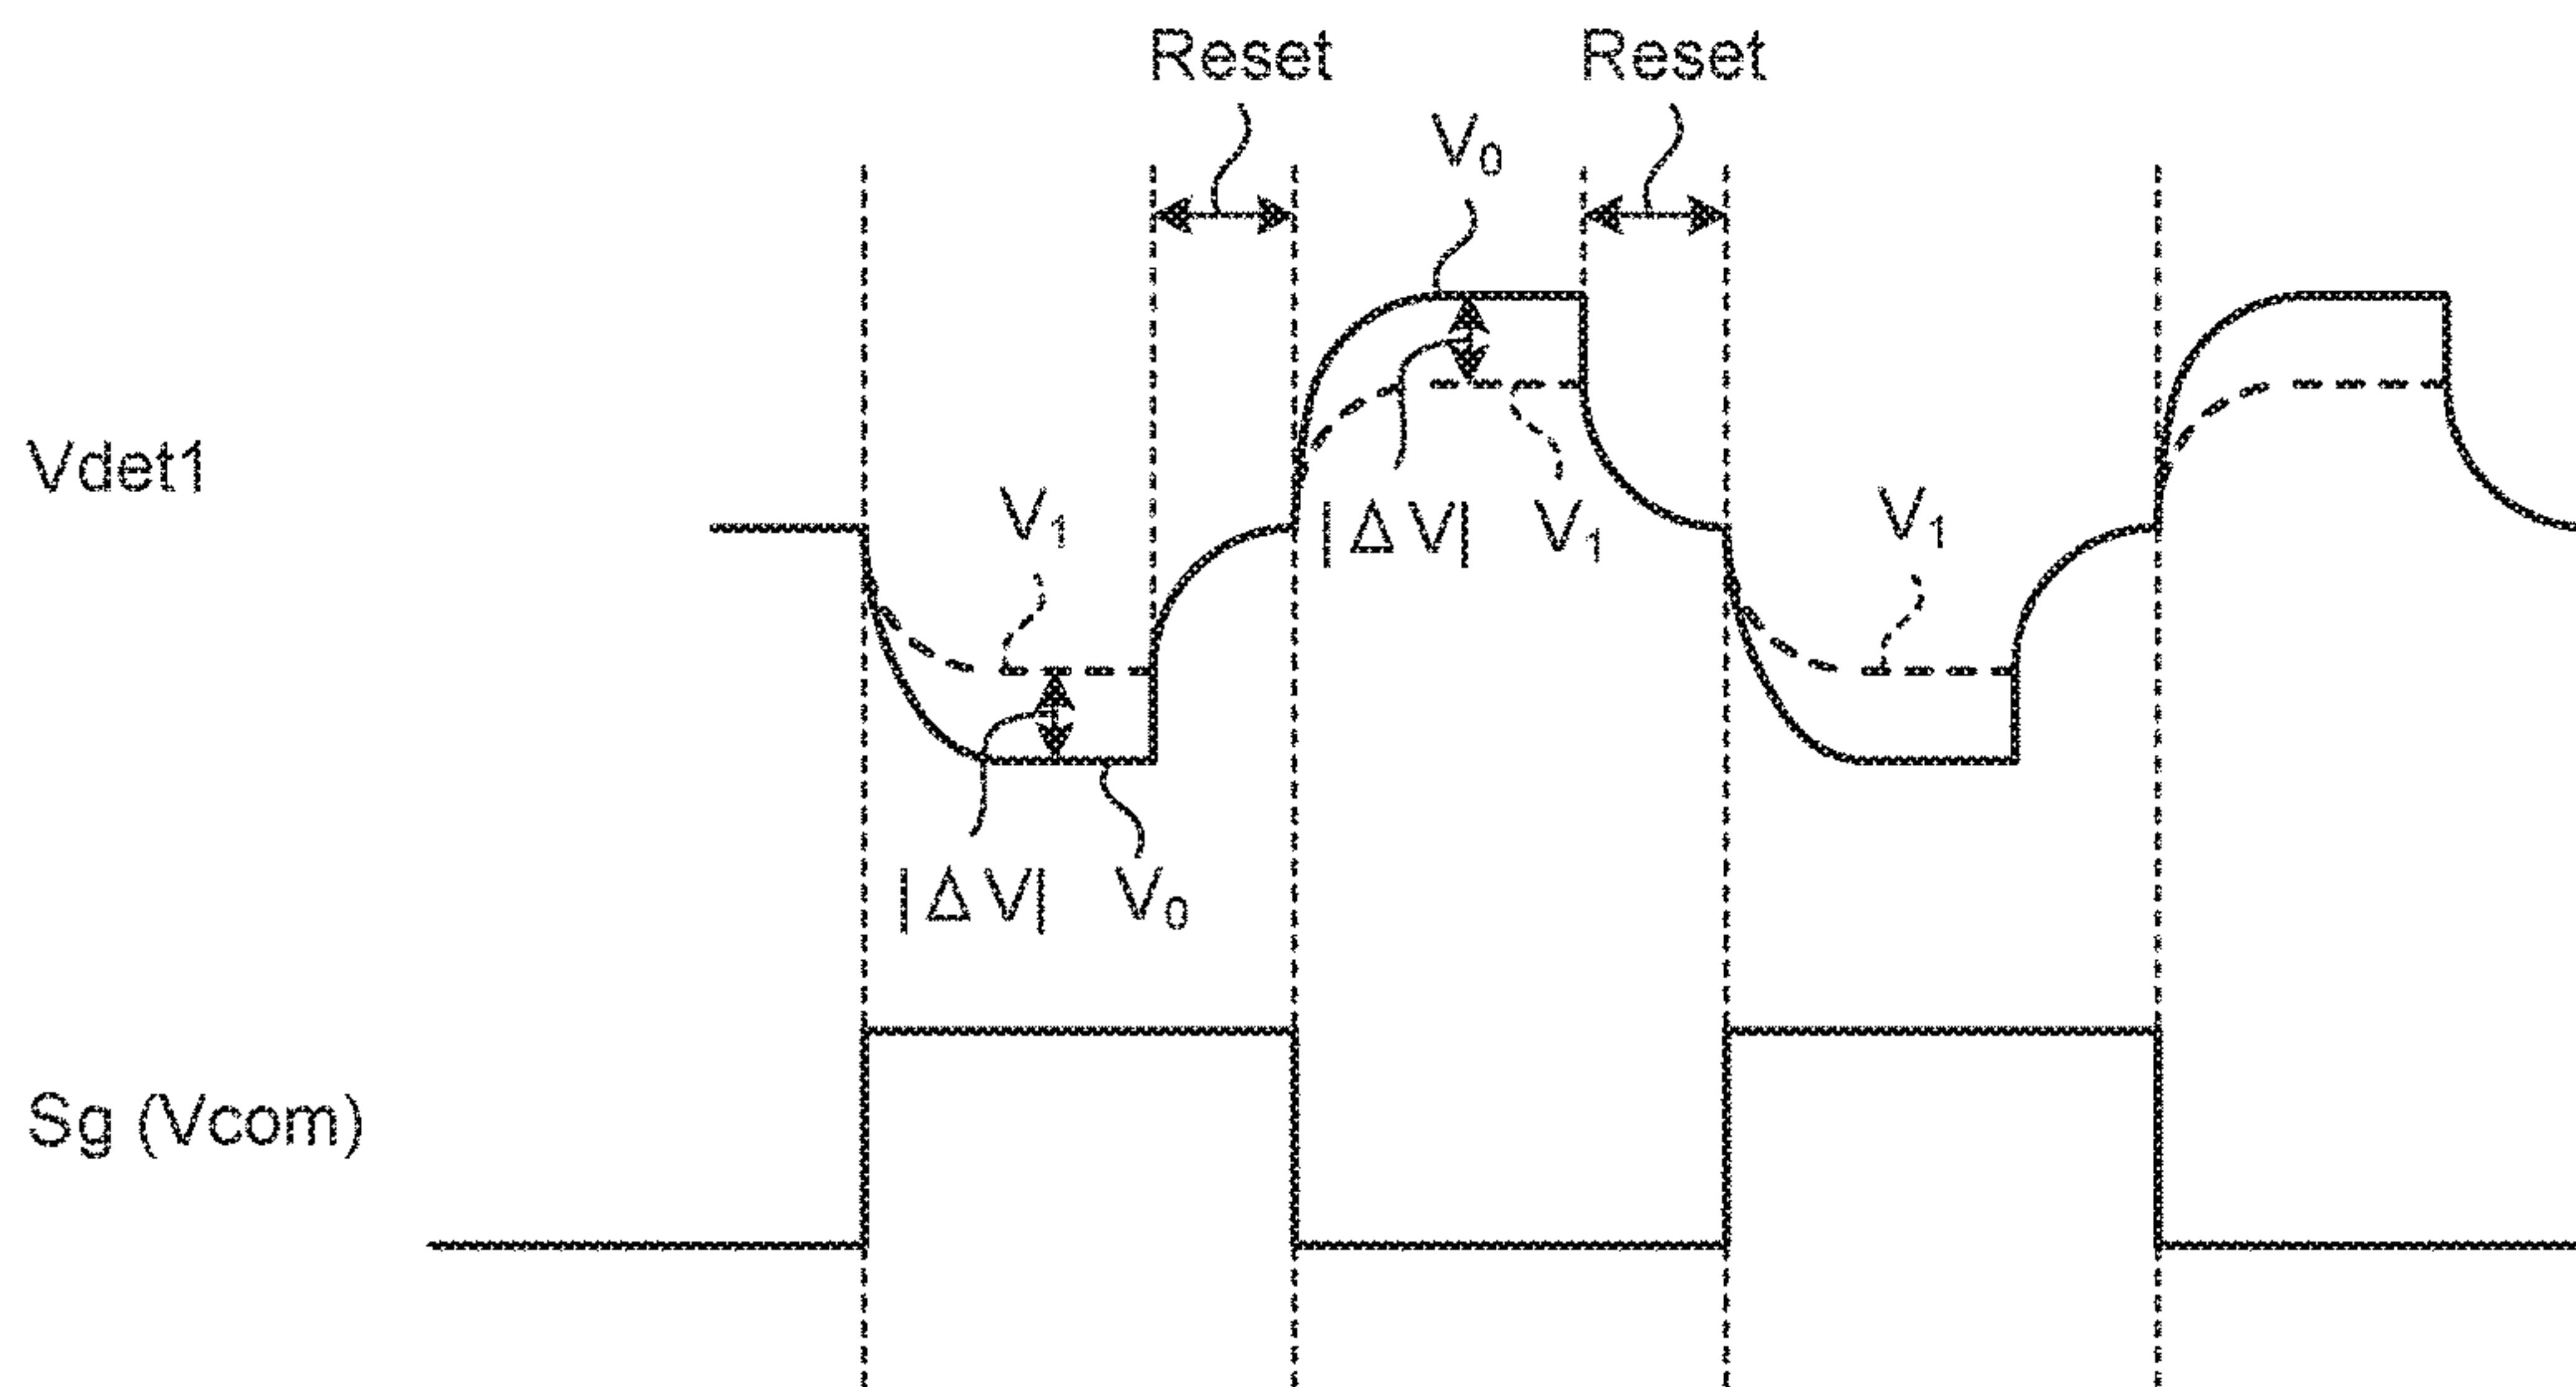 Reset
Reset
V₀
Vdet1
V₁
|ΔV|
V₁
V₁
|ΔV|
V₀
Sg (Vcom)